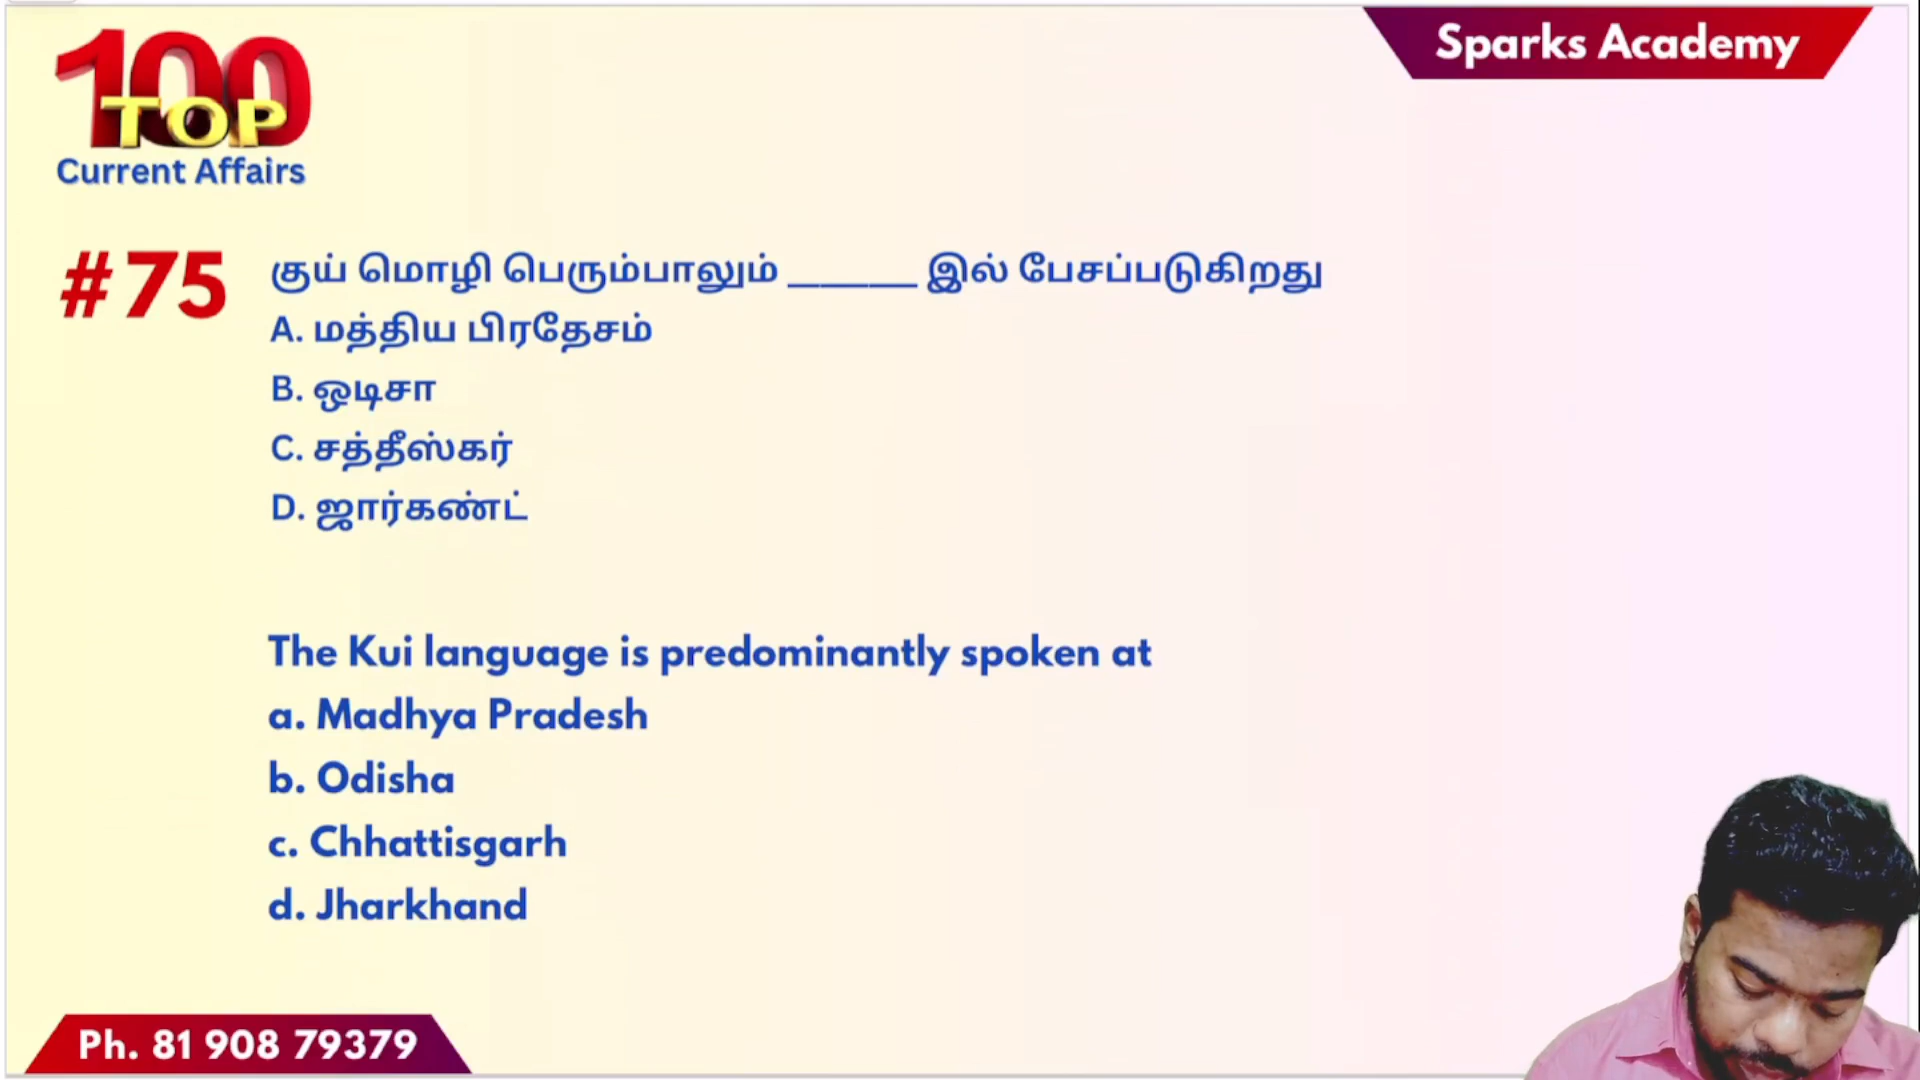 Sparks Academy
100
TOP
Current Affairs
#75
குய் மொழி பெரும்பாலும் ______ இல் பேசப்படுகிறது
A. மத்திய பிரதேசம்
B. ஒடிசா
C. சத்தீஸ்கர்
D. ஜார்கண்ட்
The Kui language is predominantly spoken at
a. Madhya Pradesh
b. Odisha
c. Chhattisgarh
d. Jharkhand
Ph. 81 908 79379